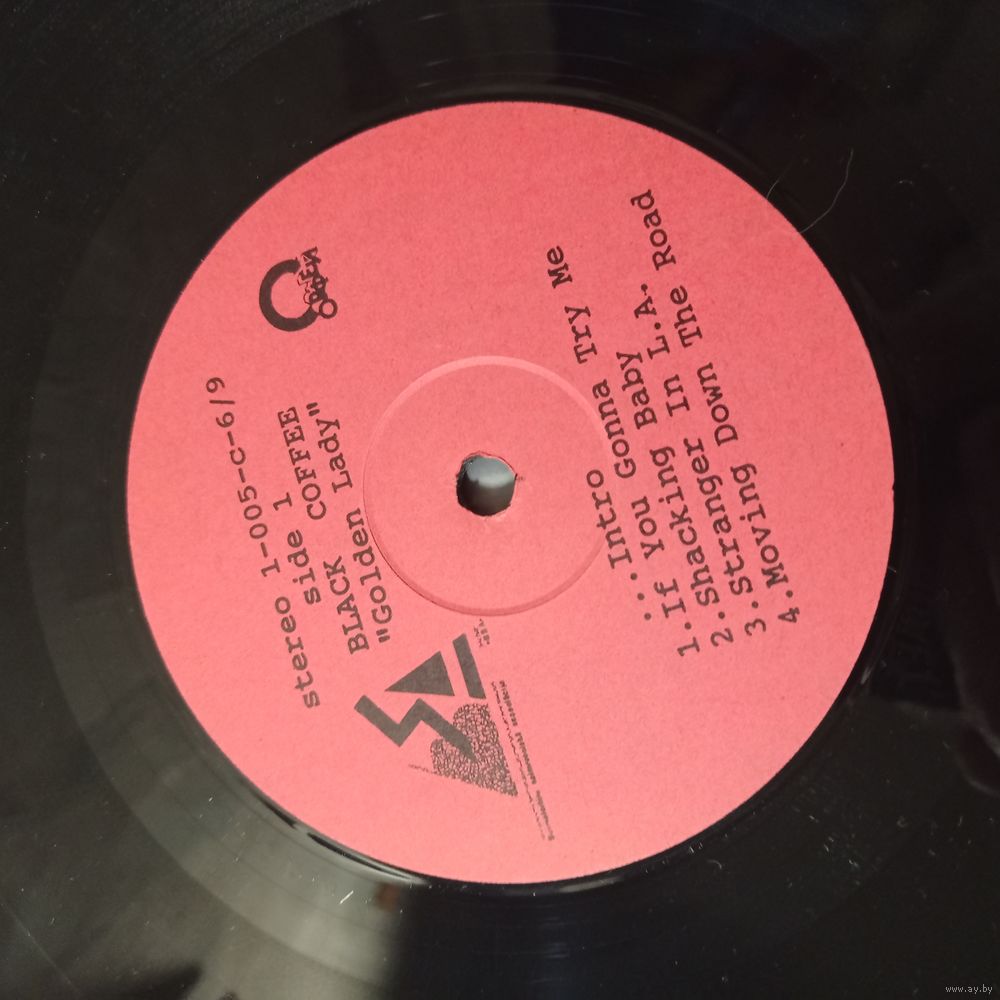 stereo 1-005-c-6/9
side 1
BLACK COFFEE
"Golden Lady"
...Intro
1.If you Gonna Try Me
2.Shacking Baby
3.Stranger In L.A.
4.Moving Down The Road
www.ay.by